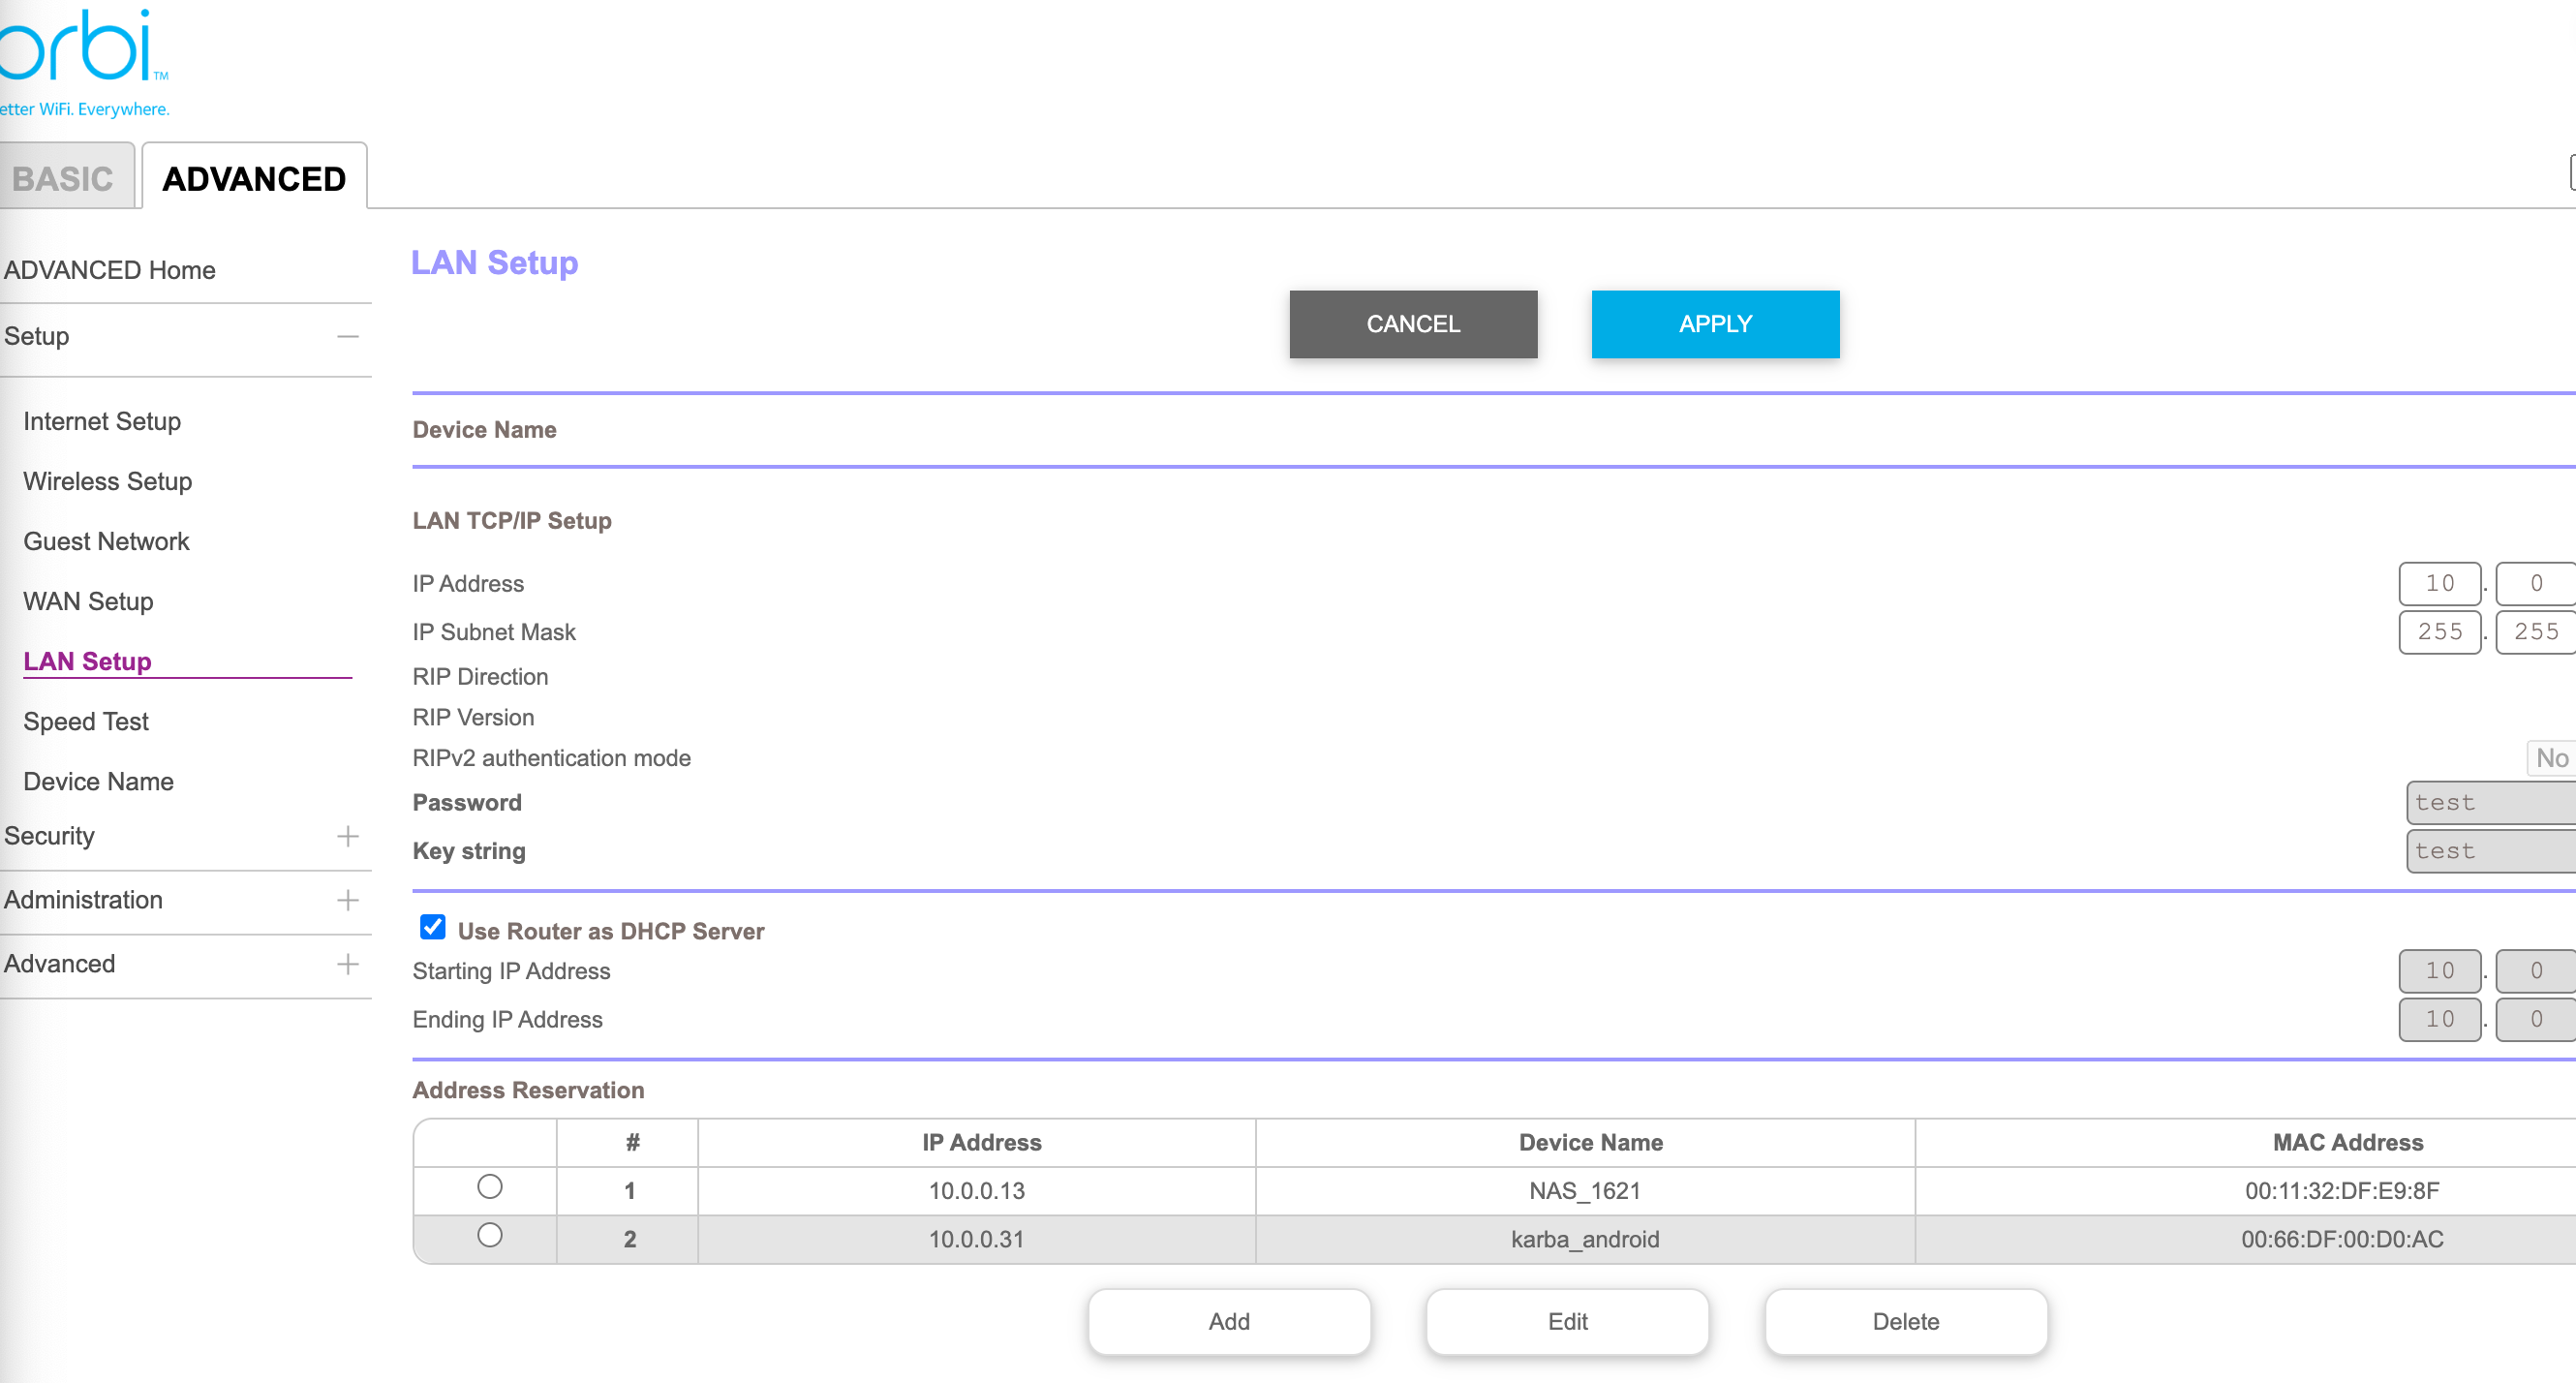 orbi™
etter WiFi. Everywhere.
BASIC
ADVANCED
ADVANCED Home
Setup
Internet Setup
Wireless Setup
Guest Network
WAN Setup
LAN Setup
Speed Test
Device Name
Security
Administration
Advanced
LAN Setup
CANCEL APPLY
Device Name
LAN TCP/IP Setup
IP Address 10 . 0
IP Subnet Mask 255 . 255
RIP Direction
RIP Version
RIPv2 authentication mode No
Password test
Key string test
Use Router as DHCP Server
Starting IP Address 10 . 0
Ending IP Address 10 . 0
Address Reservation
# IP Address Device Name MAC Address
1 10.0.0.13 NAS_1621 00:11:32:DF:E9:8F
2 10.0.0.31 karba_android 00:66:DF:00:D0:AC
Add Edit Delete